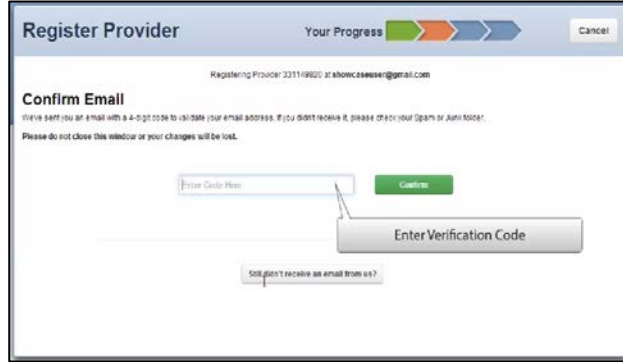 Register Provider
Your Progress
Cancel
Registering Provider 331149820 at showcaseuser@gmail.com
Confirm Email
We've sent you an email with a 4-digit code to validate your email address. If you didn't receive it, please check your Spam or Junk folder.
Please do not close this window or your changes will be lost.
Enter Code Here
Confirm
Enter Verification Code
Still didn't receive an email from us?